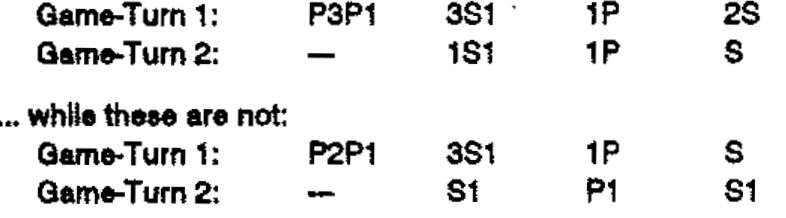 Game-Turn 1: P3P1 3S1 1P 2S
Game-Turn 2: — 1S1 1P S
... while these are not:
Game-Turn 1: P2P1 3S1 1P S
Game-Turn 2: — S1 P1 S1